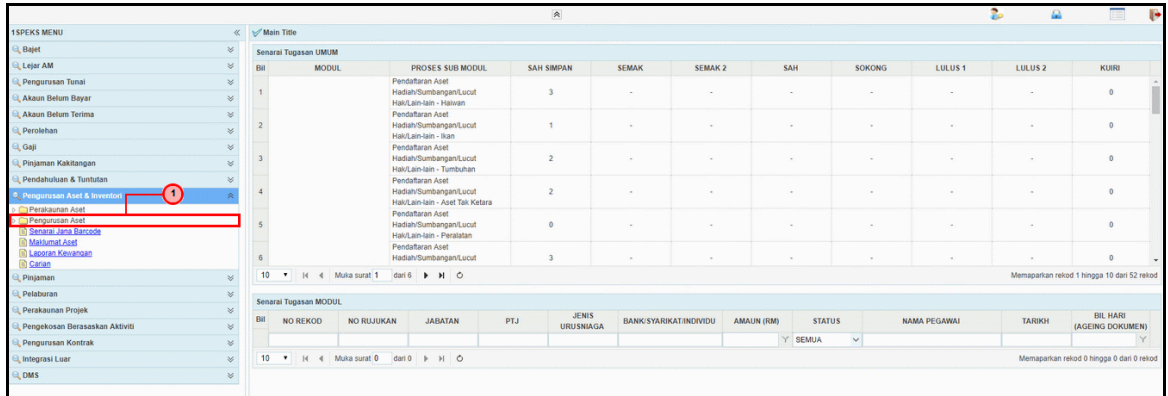 1SPEKS MENU
Bajet
Lejar AM
Pengurusan Tunai
Akaun Belum Bayar
Akaun Belum Terima
Perolehan
Gaji
Pinjaman Kakitangan
Pendahuluan & Tuntutan
Pengurusan Aset & Inventori
1
Perakaunan Aset
Pengurusan Aset
Senarai Jana Barcode
Maklumat Aset
Laporan Kewangan
Carian
Pinjaman
Pelaburan
Perakaunan Projek
Pengekosan Berasaskan Aktiviti
Pengurusan Kontrak
Integrasi Luar
DMS
Main Title
Senarai Tugasan UMUM
Bil MODUL PROSES SUB MODUL SAH SIMPAN SEMAK SEMAK 2 SAH SOKONG LULUS 1 LULUS 2 KUIRI
Pendaftaran Aset
1 Hadiah/Sumbangan/Lucut 3 - - - - - - 0
Hak/Lain-lain - Haiwan
Pendaftaran Aset
2 Hadiah/Sumbangan/Lucut 1 - - - - - - 0
Hak/Lain-lain - Ikan
Pendaftaran Aset
3 Hadiah/Sumbangan/Lucut 2 - - - - - - 0
Hak/Lain-lain - Tumbuhan
Pendaftaran Aset
4 Hadiah/Sumbangan/Lucut 2 - - - - - - 0
Hak/Lain-lain - Aset Tak Ketara
Pendaftaran Aset
5 Hadiah/Sumbangan/Lucut 0 - - - - - - 0
Hak/Lain-lain - Peralatan
Pendaftaran Aset
6 Hadiah/Sumbangan/Lucut 3 - - - - - - 0
10 Muka surat 1 dari 6 Memaparkan rekod 1 hingga 10 dari 52 rekod
Senarai Tugasan MODUL
Bil NO REKOD NO RUJUKAN JABATAN PTJ JENIS URUSNIAGA BANK/SYARIKAT/INDIVIDU AMAUN (RM) STATUS NAMA PEGAWAI TARIKH BIL HARI (AGEING DOKUMEN)
SEMUA
10 Muka surat 0 dari 0 Memaparkan rekod 0 hingga 0 dari 0 rekod